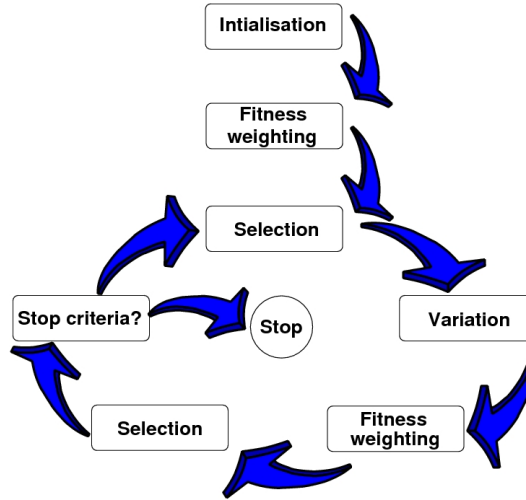 Intialisation
Fitness
weighting
Selection
Stop criteria?
Stop
Variation
Selection
Fitness
weighting